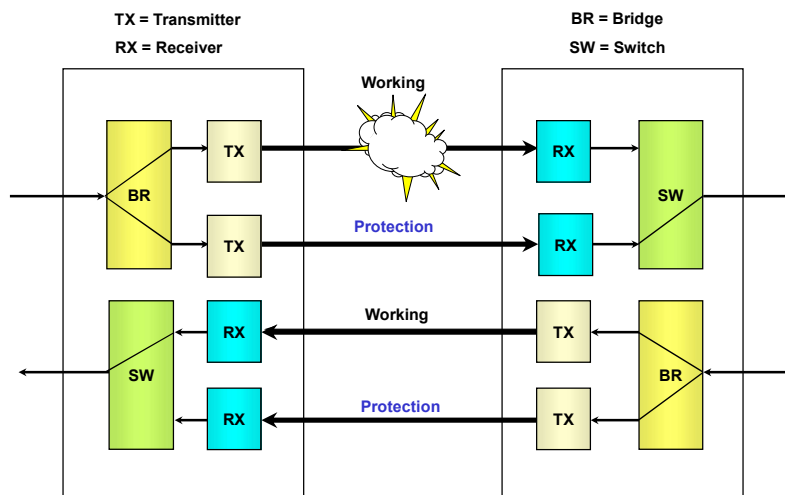 TX = Transmitter
BR = Bridge
RX = Receiver
SW = Switch
Working
TX
RX
BR
SW
Protection
TX
RX
Working
RX
TX
SW
BR
Protection
RX
TX